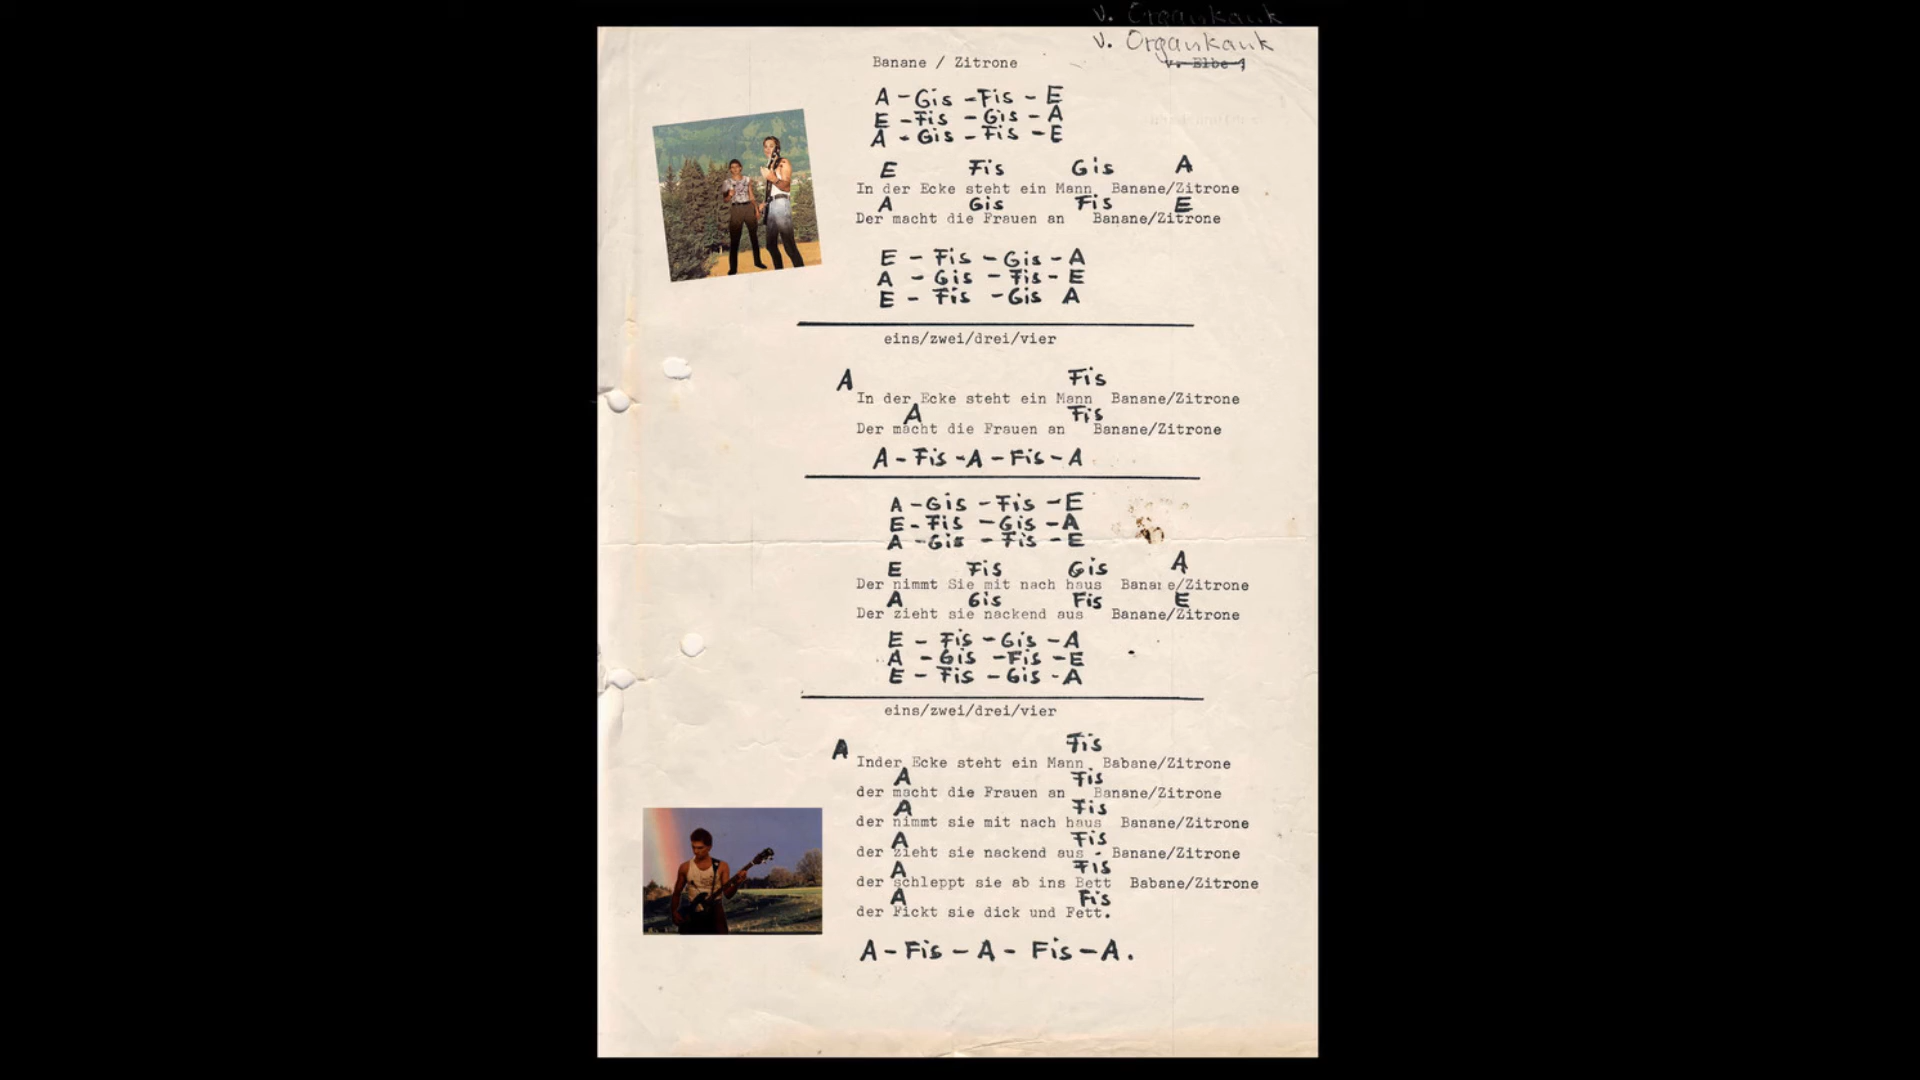 v. Organkauk
v. Organkauk
Banane / Zitrone
v. Elbe 1
A - Gis - Fis - E
E - Fis - Gis - A
A - Gis - Fis - E
E Fis Gis A
In der Ecke steht ein Mann Banane/Zitrone
A Gis Fis E
Der macht die Frauen an Banane/Zitrone
E - Fis - Gis - A
A - Gis - Fis - E
E - Fis - Gis A
eins/zwei/drei/vier
A Fis
In der Ecke steht ein Mann Banane/Zitrone
A Fis
Der macht die Frauen an Banane/Zitrone
A - Fis - A - Fis - A
A - Gis - Fis - E
E - Fis - Gis - A
A - Gis - Fis - E
E Fis Gis A
Der nimmt Sie mit nach haus Banane/Zitrone
A Gis Fis E
Der zieht sie nackend aus Banane/Zitrone
E - Fis - Gis - A
A - Gis - Fis - E
E - Fis - Gis - A
eins/zwei/drei/vier
A Fis
Inder Ecke steht ein Mann Babane/Zitrone
A Fis
der macht die Frauen an Banane/Zitrone
A Fis
der nimmt sie mit nach haus Banane/Zitrone
A Fis
der zieht sie nackend aus - Banane/Zitrone
A Fis
der schleppt sie ab ins Bett Babane/Zitrone
A Fis
der Fickt sie dick und Fett.
A - Fis - A - Fis - A.